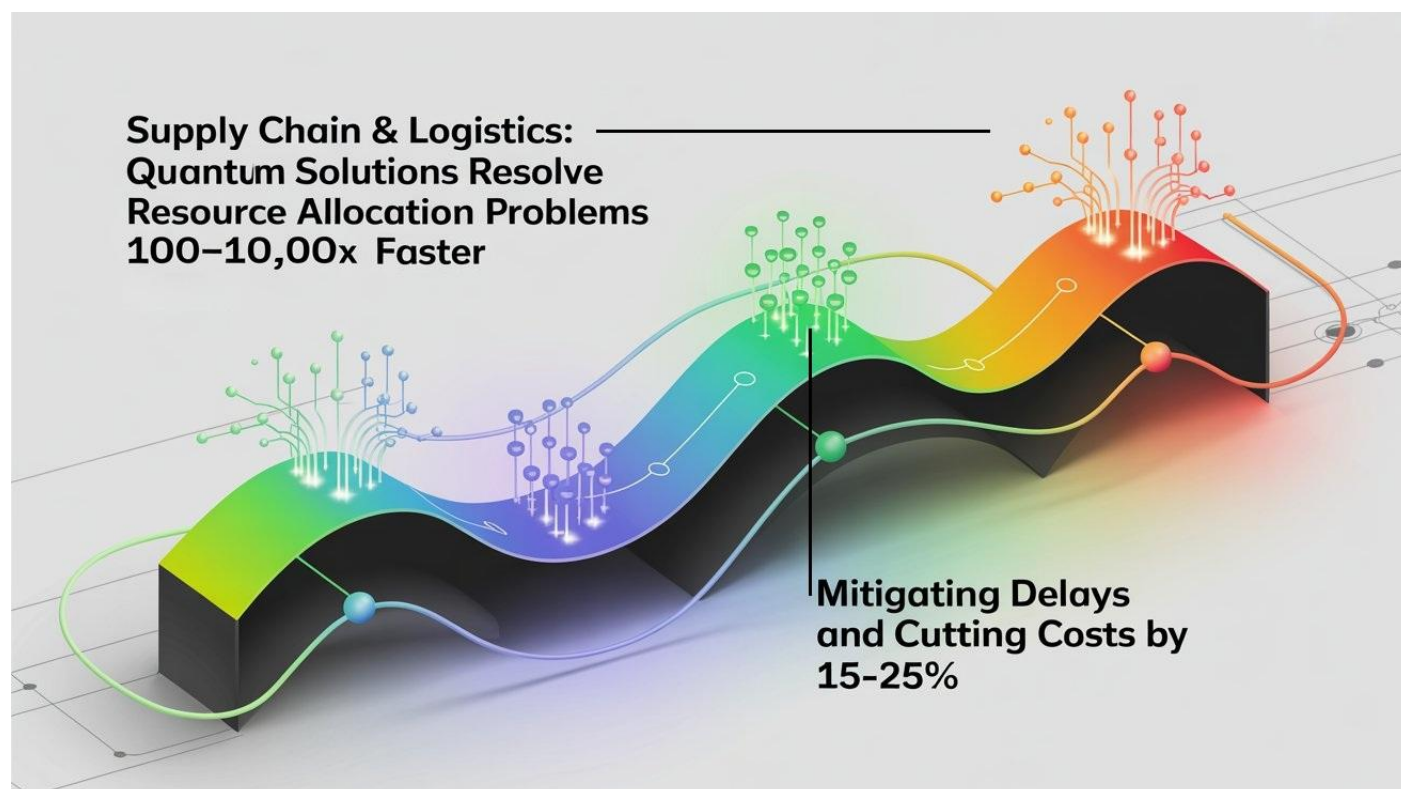 Supply Chain & Logistics:
Quantum Solutions Resolve
Resource Allocation Problems
100–10,00x Faster
Mitigating Delays
and Cutting Costs by
15-25%